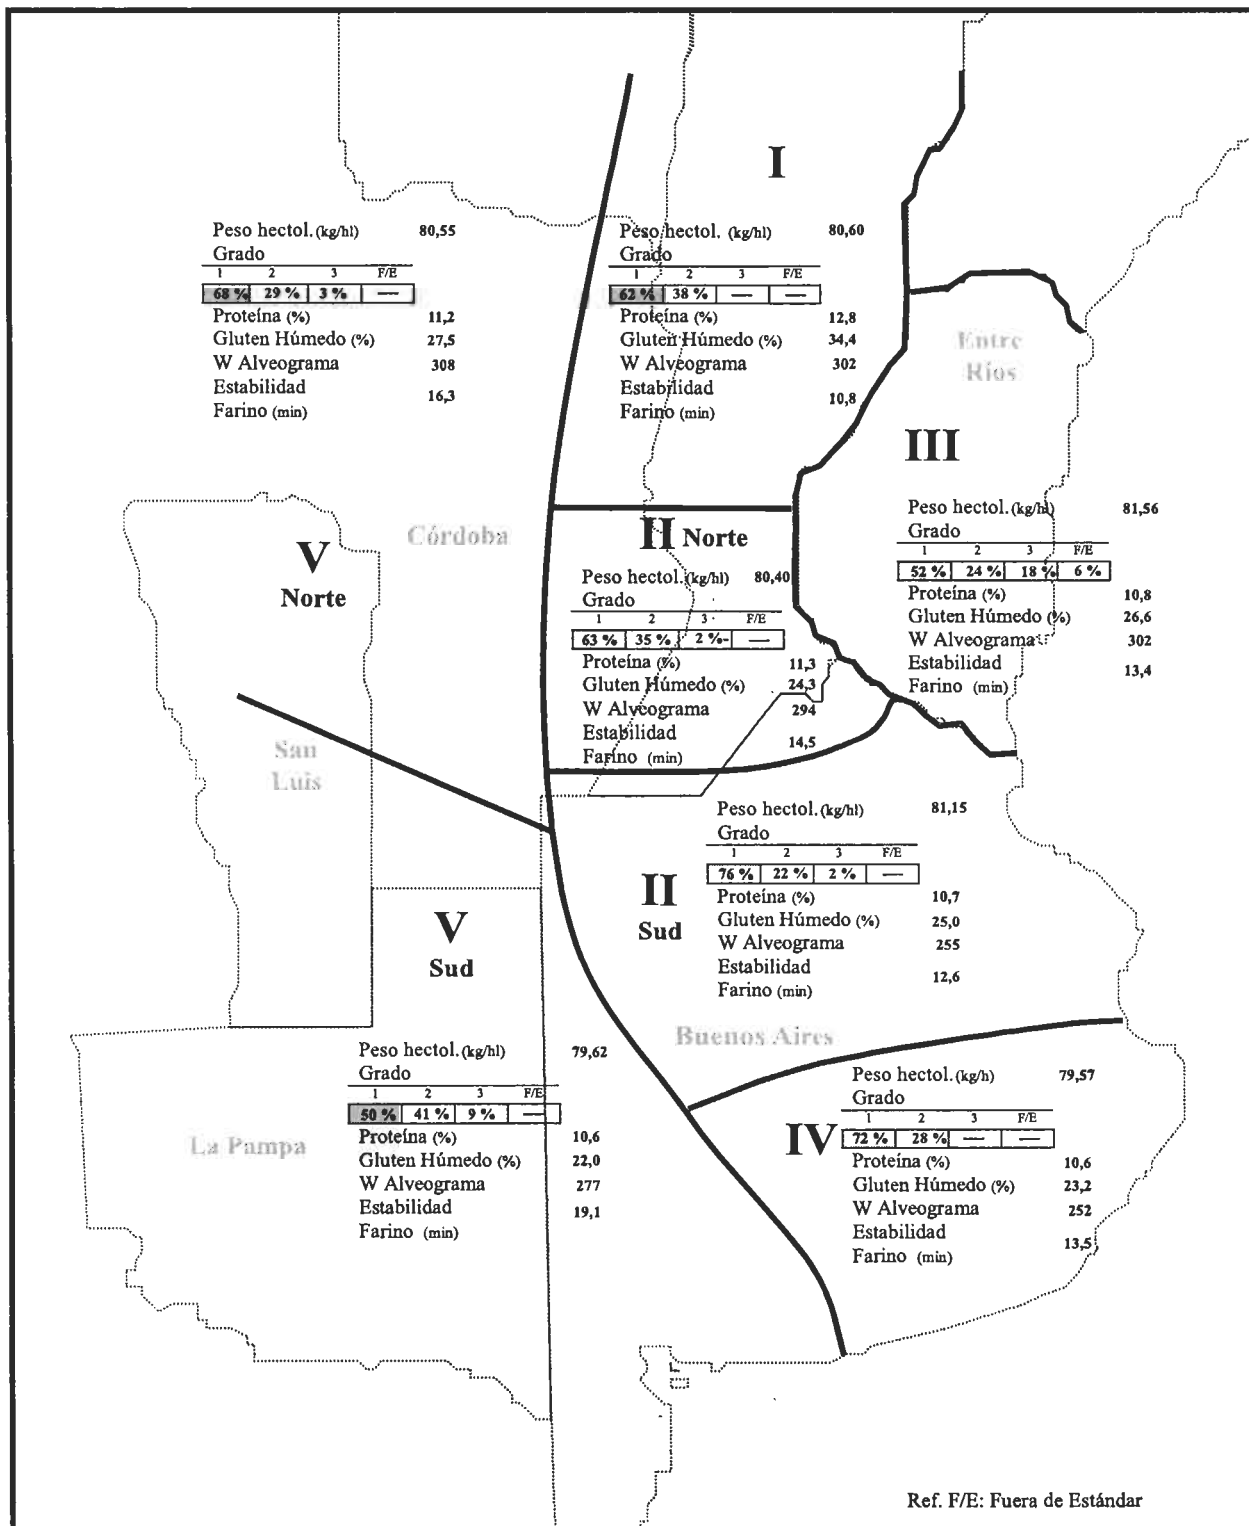 I
Peso hectol. (kg/hl) 80,55
Grado
1 2 3 F/E
68 % 29 % 3 % —
Proteína (%) 11,2
Gluten Húmedo (%) 27,5
W Alveograma 308
Estabilidad
Farino (min) 16,3
Peso hectol. (kg/hl) 80,60
Grado
1 2 3 F/E
62 % 38 % — —
Proteína (%) 12,8
Gluten Húmedo (%) 34,4
W Alveograma 302
Estabilidad
Farino (min) 10,8
Entre
Ríos
III
Peso hectol. (kg/hl) 81,56
Grado
1 2 3 F/E
52 % 24 % 18 % 6 %
Proteína (%) 10,8
Gluten Húmedo (%) 26,6
W Alveograma 302
Estabilidad
Farino (min) 13,4
Córdoba
V
Norte
II Norte
Peso hectol. (kg/hl) 80,40
Grado
1 2 3 F/E
63 % 35 % 2 %- —
Proteína (%) 11,3
Gluten Húmedo (%) 24,3
W Alveograma 294
Estabilidad
Farino (min) 14,5
San
Luis
Peso hectol. (kg/hl) 81,15
Grado
1 2 3 F/E
76 % 22 % 2 % —
II
Sud
Proteína (%) 10,7
Gluten Húmedo (%) 25,0
W Alveograma 255
Estabilidad
Farino (min) 12,6
V
Sud
Buenos Aires
Peso hectol. (kg/hl) 79,62
Grado
1 2 3 F/E
50 % 41 % 9 % —
Proteína (%) 10,6
Gluten Húmedo (%) 22,0
W Alveograma 277
Estabilidad 19,1
Farino (min)
La Pampa
Peso hectol. (kg/h) 79,57
Grado
1 2 3 F/E
IV
72 % 28 % — —
Proteína (%) 10,6
Gluten Húmedo (%) 23,2
W Alveograma 252
Estabilidad
Farino (min) 13,5
Ref. F/E: Fuera de Estándar